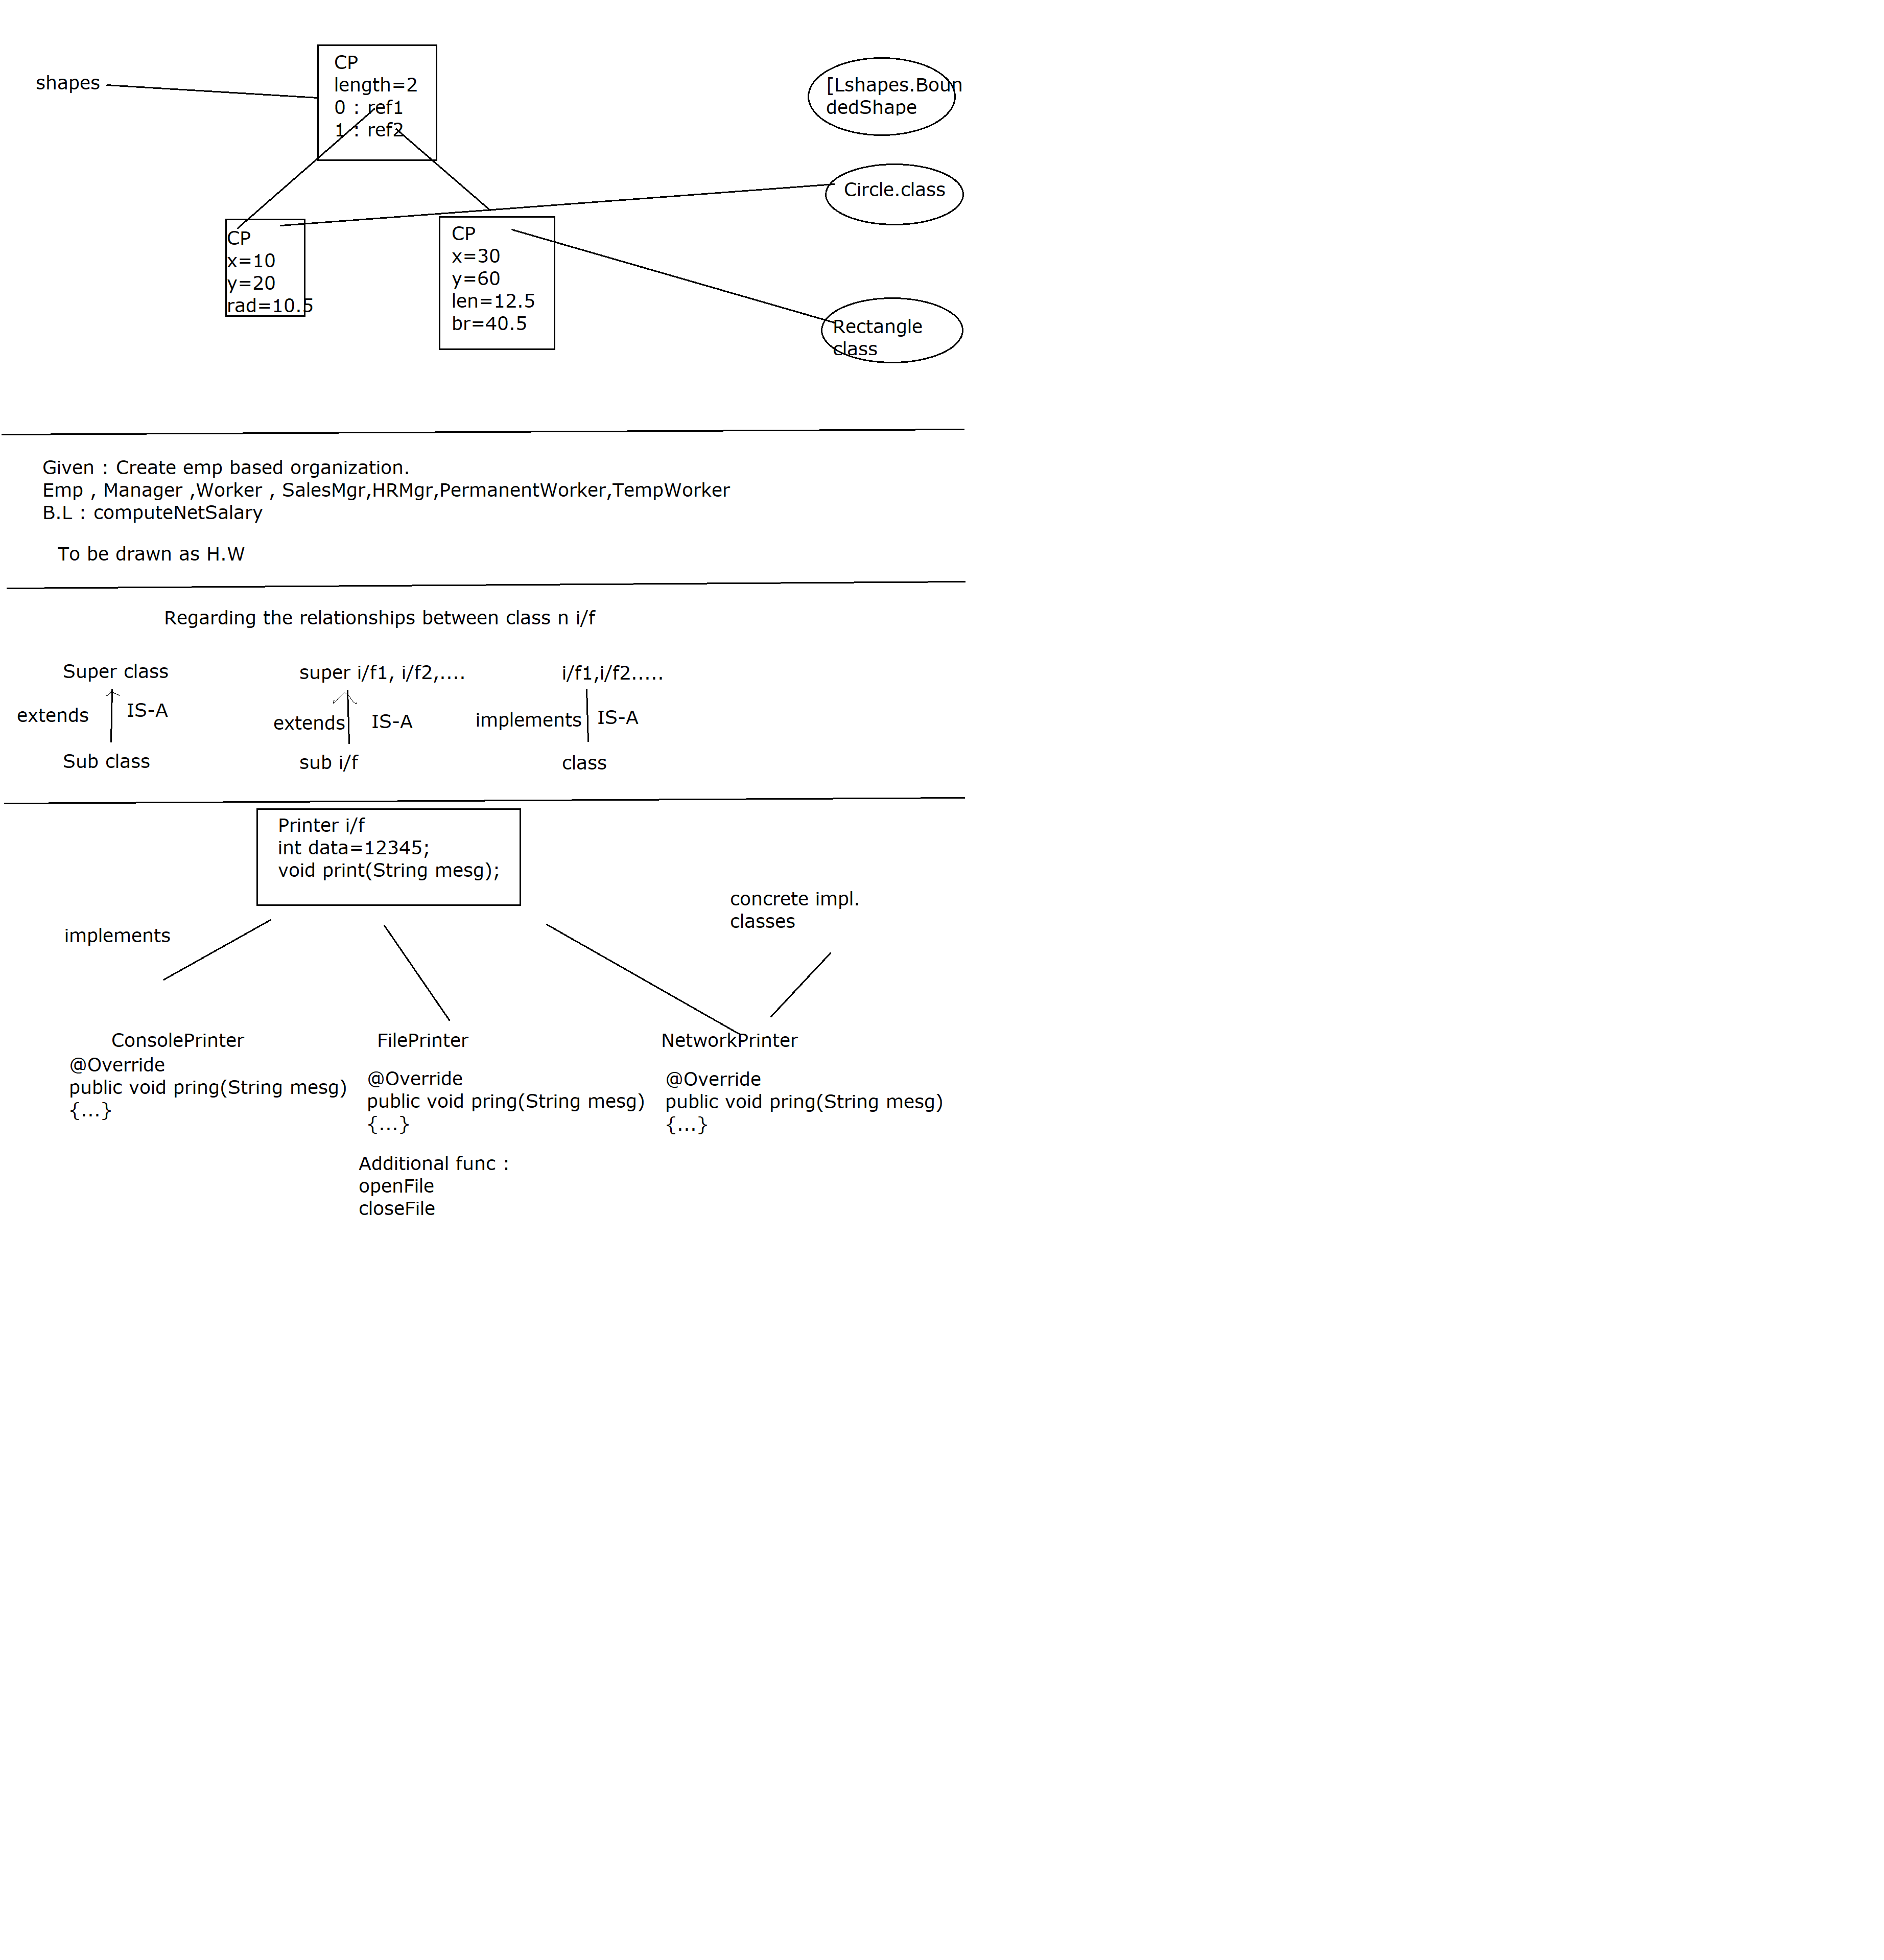 shapes
CP
length=2
0 : ref1
1 : ref2
[Lshapes.Boun
dedShape
Circle.class
CP
x=10
y=20
rad=10.5
CP
x=30
y=60
len=12.5
br=40.5
Rectangle
class
Given : Create emp based organization.
Emp , Manager ,Worker , SalesMgr,HRMgr,PermanentWorker,TempWorker
B.L : computeNetSalary
To be drawn as H.W
Regarding the relationships between class n i/f
Super class
extends
IS-A
Sub class
super i/f1, i/f2,....
extends
IS-A
sub i/f
i/f1,i/f2.....
implements
IS-A
class
Printer i/f
int data=12345;
void print(String mesg);
implements
concrete impl.
classes
ConsolePrinter
@Override
public void pring(String mesg)
{...}
FilePrinter
@Override
public void pring(String mesg)
{...}
Additional func :
openFile
closeFile
NetworkPrinter
@Override
public void pring(String mesg)
{...}